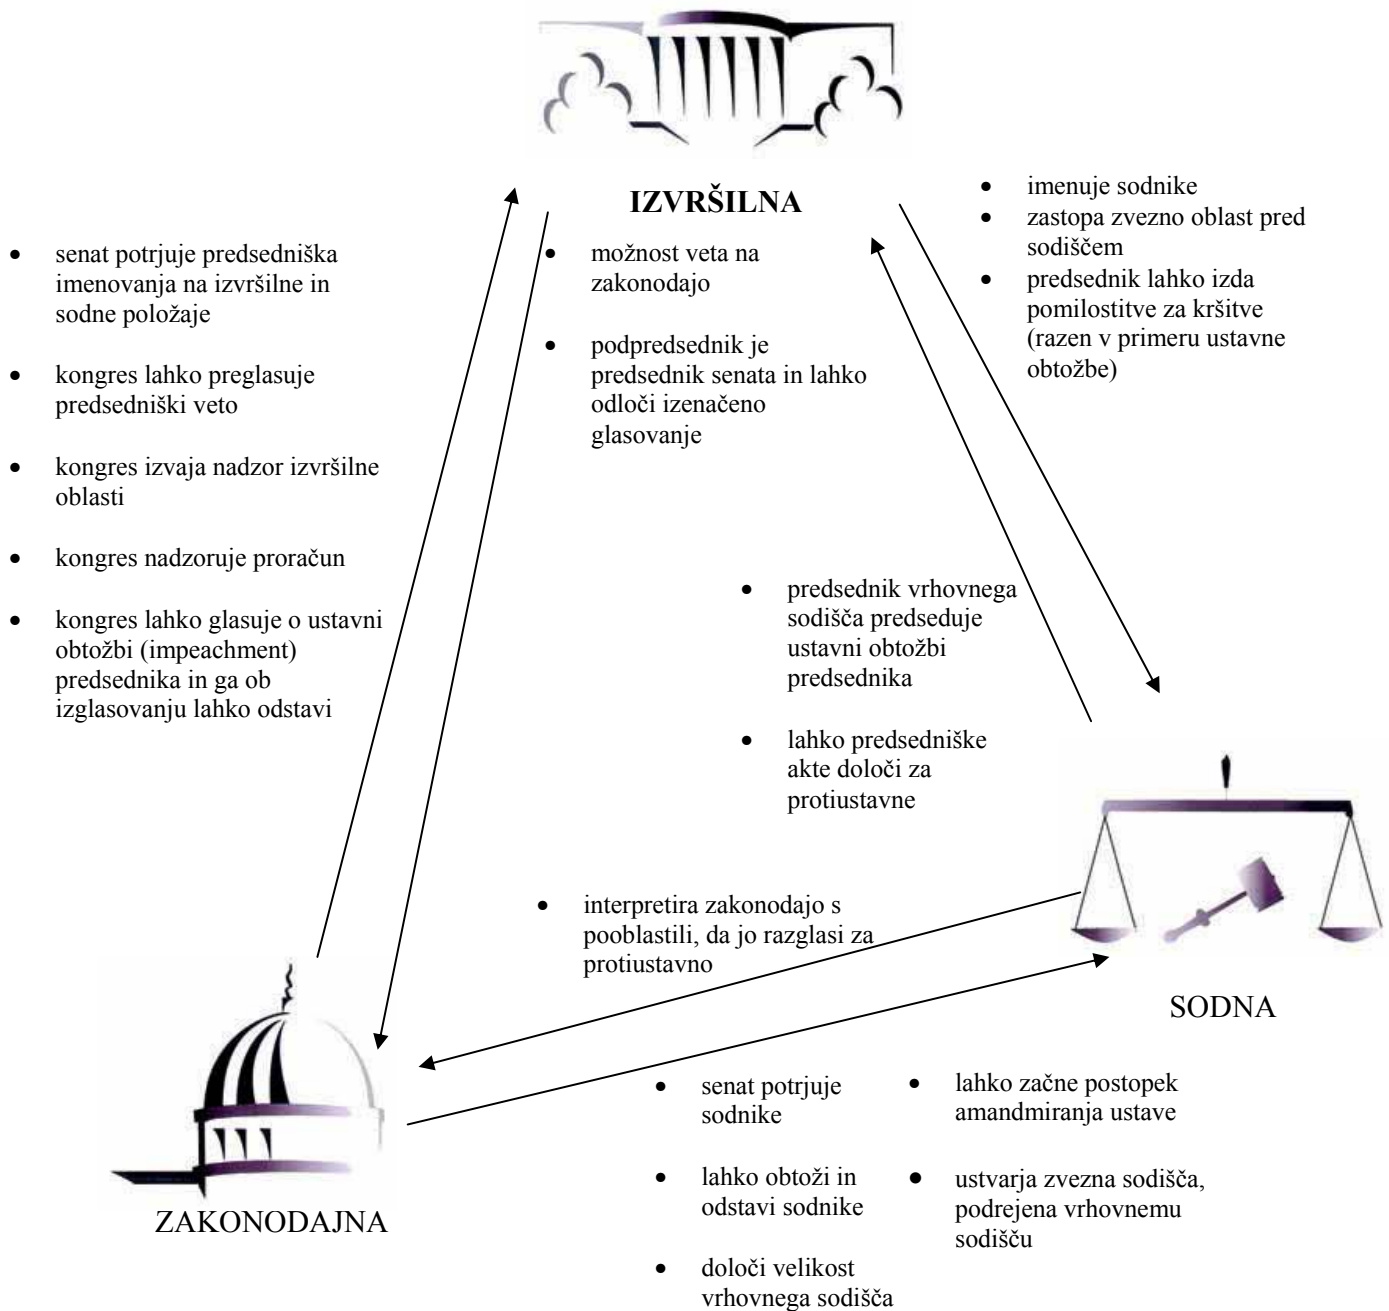 IZVRŠILNA
• senat potrjuje predsedniška
imenovanja na izvršilne in
sodne položaje
• kongres lahko preglasuje
predsedniški veto
• kongres izvaja nadzor izvršilne
oblasti
• kongres nadzoruje proračun
• kongres lahko glasuje o ustavni
obtožbi (impeachment)
predsednika in ga ob
izglasovanju lahko odstavi
• možnost veta na
zakonodajo
• podpredsednik je
predsednik senata in lahko
odloči izenačeno
glasovanje
• imenuje sodnike
• zastopa zvezno oblast pred
sodiščem
• predsednik lahko izda
pomilostitve za kršitve
(razen v primeru ustavne
obtožbe)
• predsednik vrhovnega
sodišča predseduje
ustavni obtožbi
predsednika
• lahko predsedniške
akte določi za
protiustavne
• interpretira zakonodajo s
pooblastili, da jo razglasi za
protiustavno
SODNA
ZAKONODAJNA
• senat potrjuje
sodnike
• lahko obtoži in
odstavi sodnike
• določi velikost
vrhovnega sodišča
• lahko začne postopek
amandmiranja ustave
• ustvarja zvezna sodišča,
podrejena vrhovnemu
sodišču